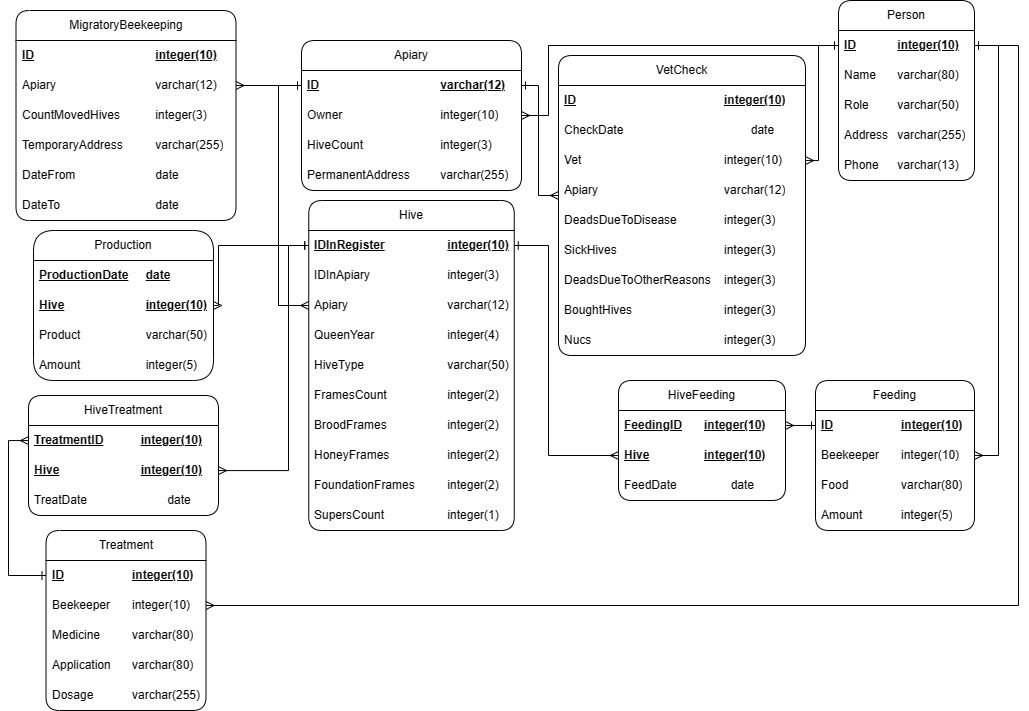 MigratoryBeekeeping
ID integer(10)
Apiary varchar(12)
CountMovedHives integer(3)
TemporaryAddress varchar(255)
DateFrom date
DateTo date
Apiary
ID varchar(12)
Owner integer(10)
HiveCount integer(3)
PermanentAddress varchar(255)
VetCheck
ID integer(10)
CheckDate date
Vet integer(10)
Apiary varchar(12)
DeadsDueToDisease integer(3)
SickHives integer(3)
DeadsDueToOtherReasons integer(3)
BoughtHives integer(3)
Nucs integer(3)
Person
ID integer(10)
Name varchar(80)
Role varchar(50)
Address varchar(255)
Phone varchar(13)
Production
ProductionDate date
Hive integer(10)
Product varchar(50)
Amount integer(5)
Hive
IDInRegister integer(10)
IDInApiary integer(3)
Apiary varchar(12)
QueenYear integer(4)
HiveType varchar(50)
FramesCount integer(2)
BroodFrames integer(2)
HoneyFrames integer(2)
FoundationFrames integer(2)
SupersCount integer(1)
HiveTreatment
TreatmentID integer(10)
Hive integer(10)
TreatDate date
HiveFeeding
FeedingID integer(10)
Hive integer(10)
FeedDate date
Feeding
ID integer(10)
Beekeeper integer(10)
Food varchar(80)
Amount integer(5)
Treatment
ID integer(10)
Beekeeper integer(10)
Medicine varchar(80)
Application varchar(80)
Dosage varchar(255)